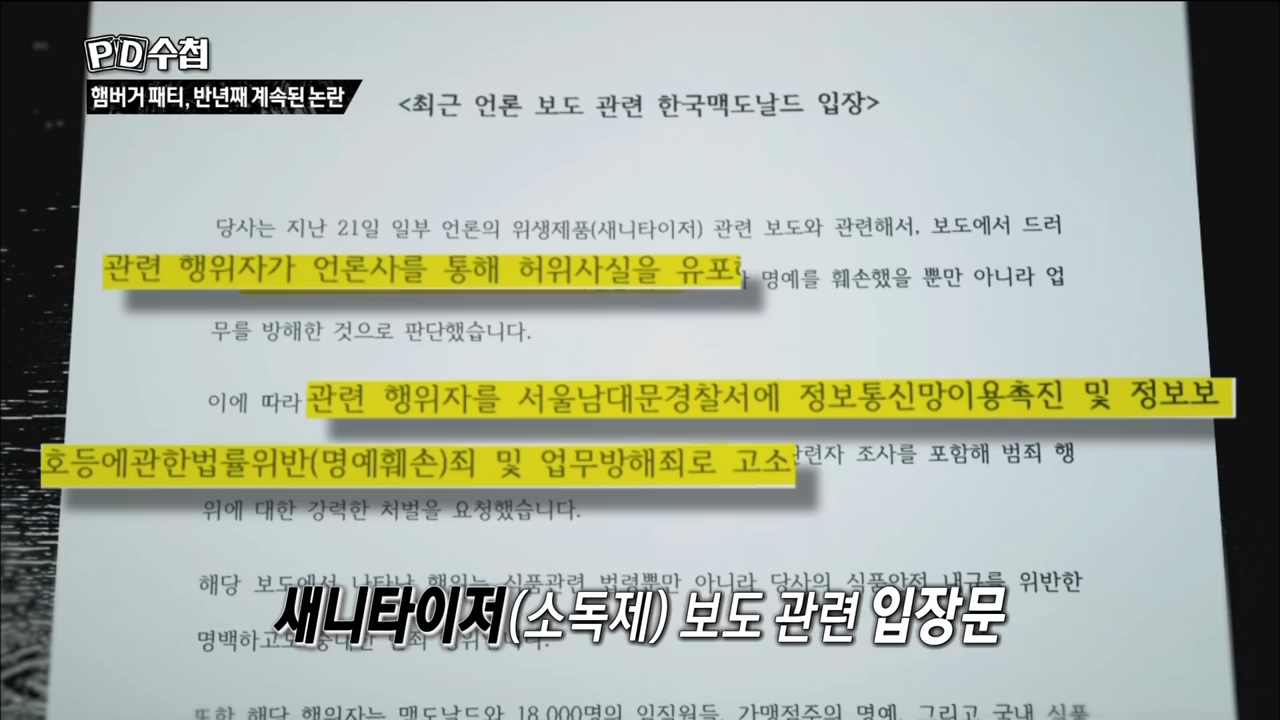 PD수첩
햄버거 패티, 반년째 계속된 논란
<최근 언론 보도 관련 한국맥도날드 입장>
당사는 지난 21일 일부 언론의 위생제품(새니타이저) 관련 보도와 관련해서, 보도에서 드러
관련 행위자가 언론사를 통해 허위사실을 유포 명예를 훼손했을 뿐만 아니라 업
무를 방해한 것으로 판단했습니다.
이에 따라 관련 행위자를 서울남대문경찰서에 정보통신망이용촉진 및 정보보
호등에관한법률위반(명예훼손)죄 및 업무방해죄로 고소 관련자 조사를 포함해 범죄 행
위에 대한 강력한 처벌을 요청했습니다.
해당 보도에서 나타난 행위는 식품관련 법령뿐만 아니라 당사의 식품안전 내규를 위반한
새니타이저(소독제) 보도 관련 입장문
명백하고도
또한 해당 행위자는 맥도날드와 18,000명의 임직원들, 가맹점주의 명예, 그리고 국내 식품